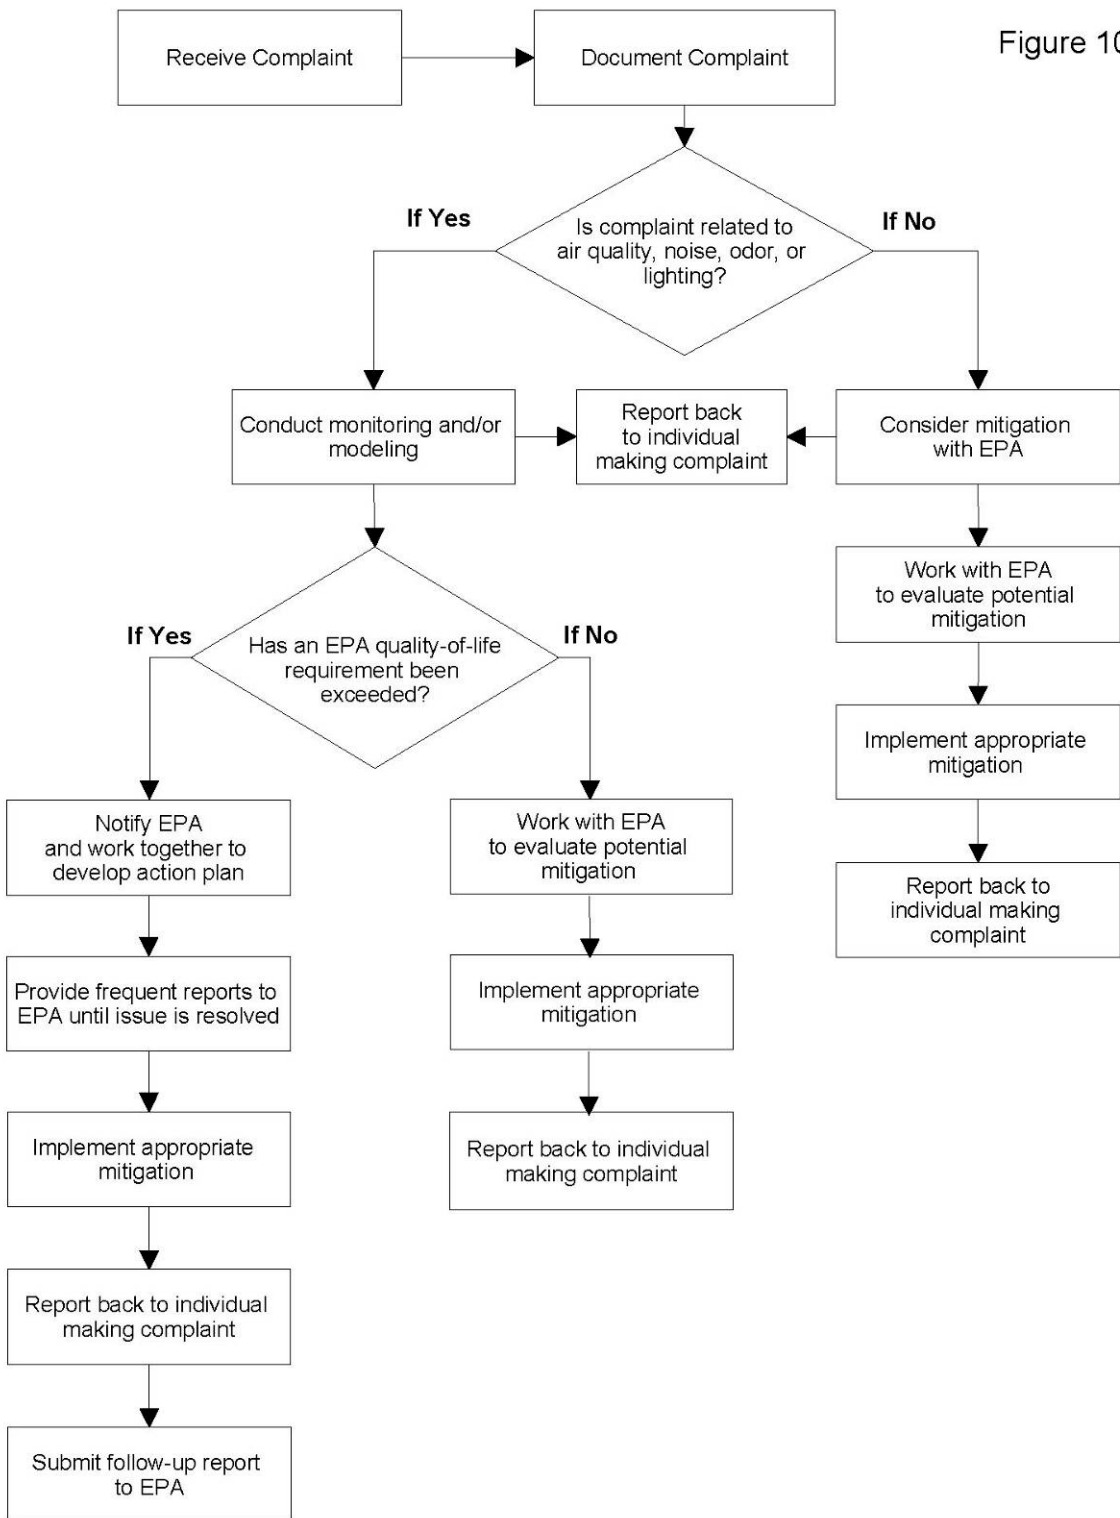 Receive Complaint
Document Complaint
Figure 10
Is complaint related to
air quality, noise, odor, or
lighting?
If Yes
If No
Conduct monitoring and/or
modeling
Report back
to individual
making complaint
Consider mitigation
with EPA
Work with EPA
to evaluate potential
mitigation
Implement appropriate
mitigation
Report back to
individual making
complaint
Has an EPA quality-of-life
requirement been
exceeded?
If Yes
If No
Notify EPA
and work together to
develop action plan
Provide frequent reports to
EPA until issue is resolved
Implement appropriate
mitigation
Report back to individual
making complaint
Submit follow-up report
to EPA
Work with EPA
to evaluate potential
mitigation
Implement appropriate
mitigation
Report back to individual
making complaint